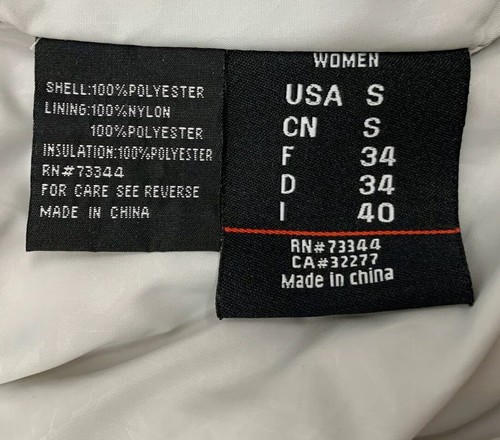 SHELL:100%POLYESTER
LINING:100%NYLON
100%POLYESTER
INSULATION:100%POLYESTER
RN#73344
FOR CARE SEE REVERSE
MADE IN CHINA
WOMEN
USA S
CN S
F 34
D 34
I 40
RN#73344
CA#32277
Made in china